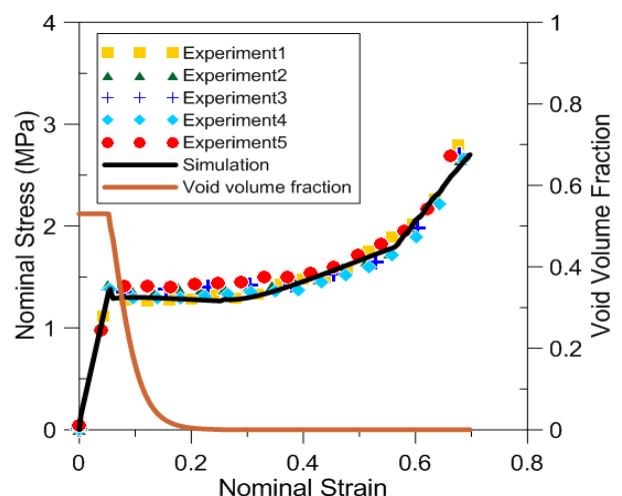 4
3
2
1
0
Nominal Stress (MPa)
Experiment1
Experiment2
Experiment3
Experiment4
Experiment5
Simulation
Void volume fraction
1
0.8
0.6
0.4
0.2
0
Void Volume Fraction
0
0.2
0.4
0.6
0.8
Nominal Strain